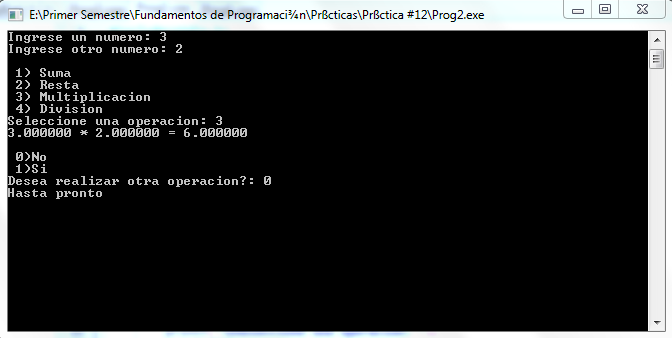 E:\Primer Semestre\Fundamentos de Programaci¾n\Prßcticas\Prßctica #12\Prog2.exe
Ingrese un numero: 3
Ingrese otro numero: 2
1) Suma
2) Resta
3) Multiplicacion
4) Division
Seleccione una operacion: 3
3.000000 * 2.000000 = 6.000000
0)No
1)Si
Desea realizar otra operacion?: 0
Hasta pronto